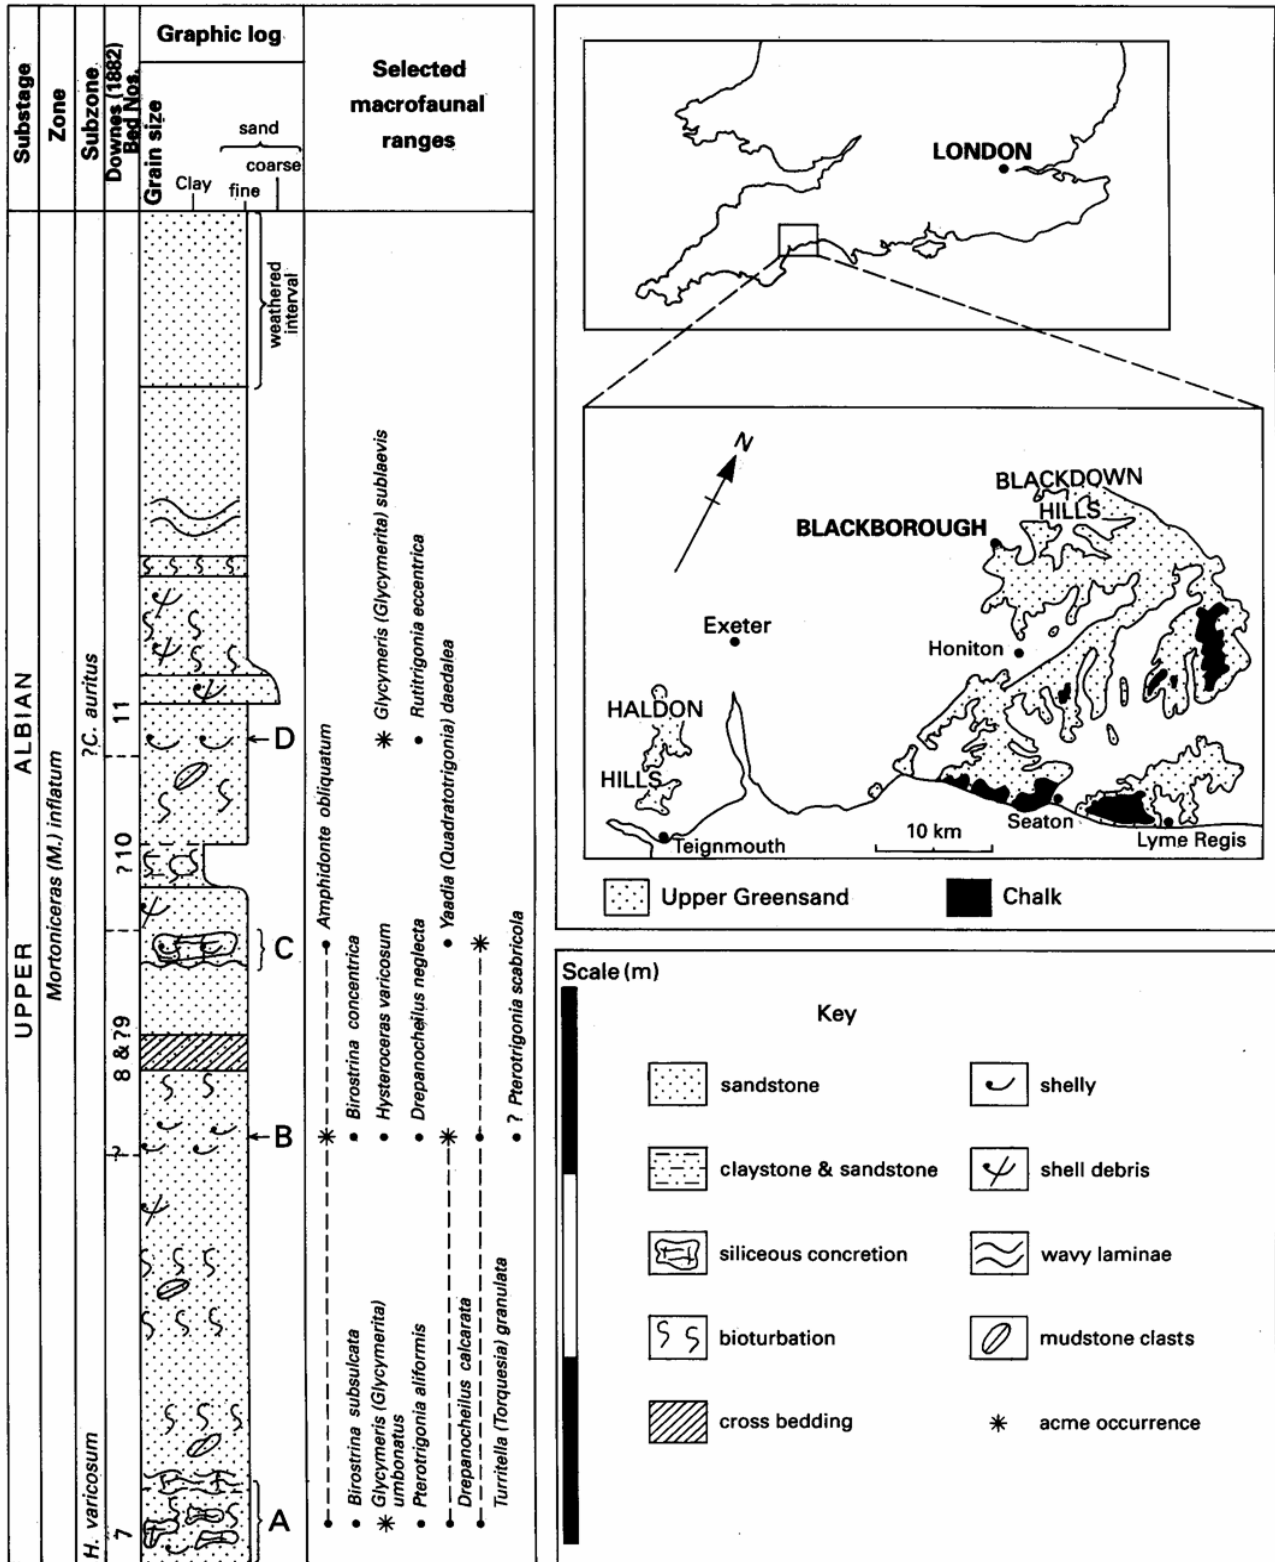 Substage
Zone
Subzone
Downes (1882)
Bed Nos.
Graphic log
Grain size
Clay
sand
fine
coarse
Selected
macrofaunal
ranges
UPPER ALBIAN
Mortoniceras (M.) inflatum
H. varicosum
?C. auritus
7
?
8 & ?9
?10
11
weathered
interval
D
C
B
A
Glycymeris (Glycymerita) sublaevis
Rutitrigonia eccentrica
Amphidonte obliquatum
Yaadia (Quadratotrigonia) daedalea
Birostrina concentrica
Hysteroceras varicosum
Drepanocheilus neglecta
? Pterotrigonia scabricola
Birostrina subsulcata
Glycymeris (Glycymerita)
umbonatus
Pterotrigonia aliformis
Drepanocheilus calcarata
Turritella (Torquesia) granulata
LONDON
N
BLACKDOWN
HILLS
BLACKBOROUGH
Exeter
Honiton
HALDON
HILLS
Teignmouth
10 km
Seaton
Lyme Regis
Upper Greensand
Chalk
Scale (m)
Key
sandstone
shelly
claystone & sandstone
shell debris
siliceous concretion
wavy laminae
bioturbation
mudstone clasts
cross bedding
acme occurrence